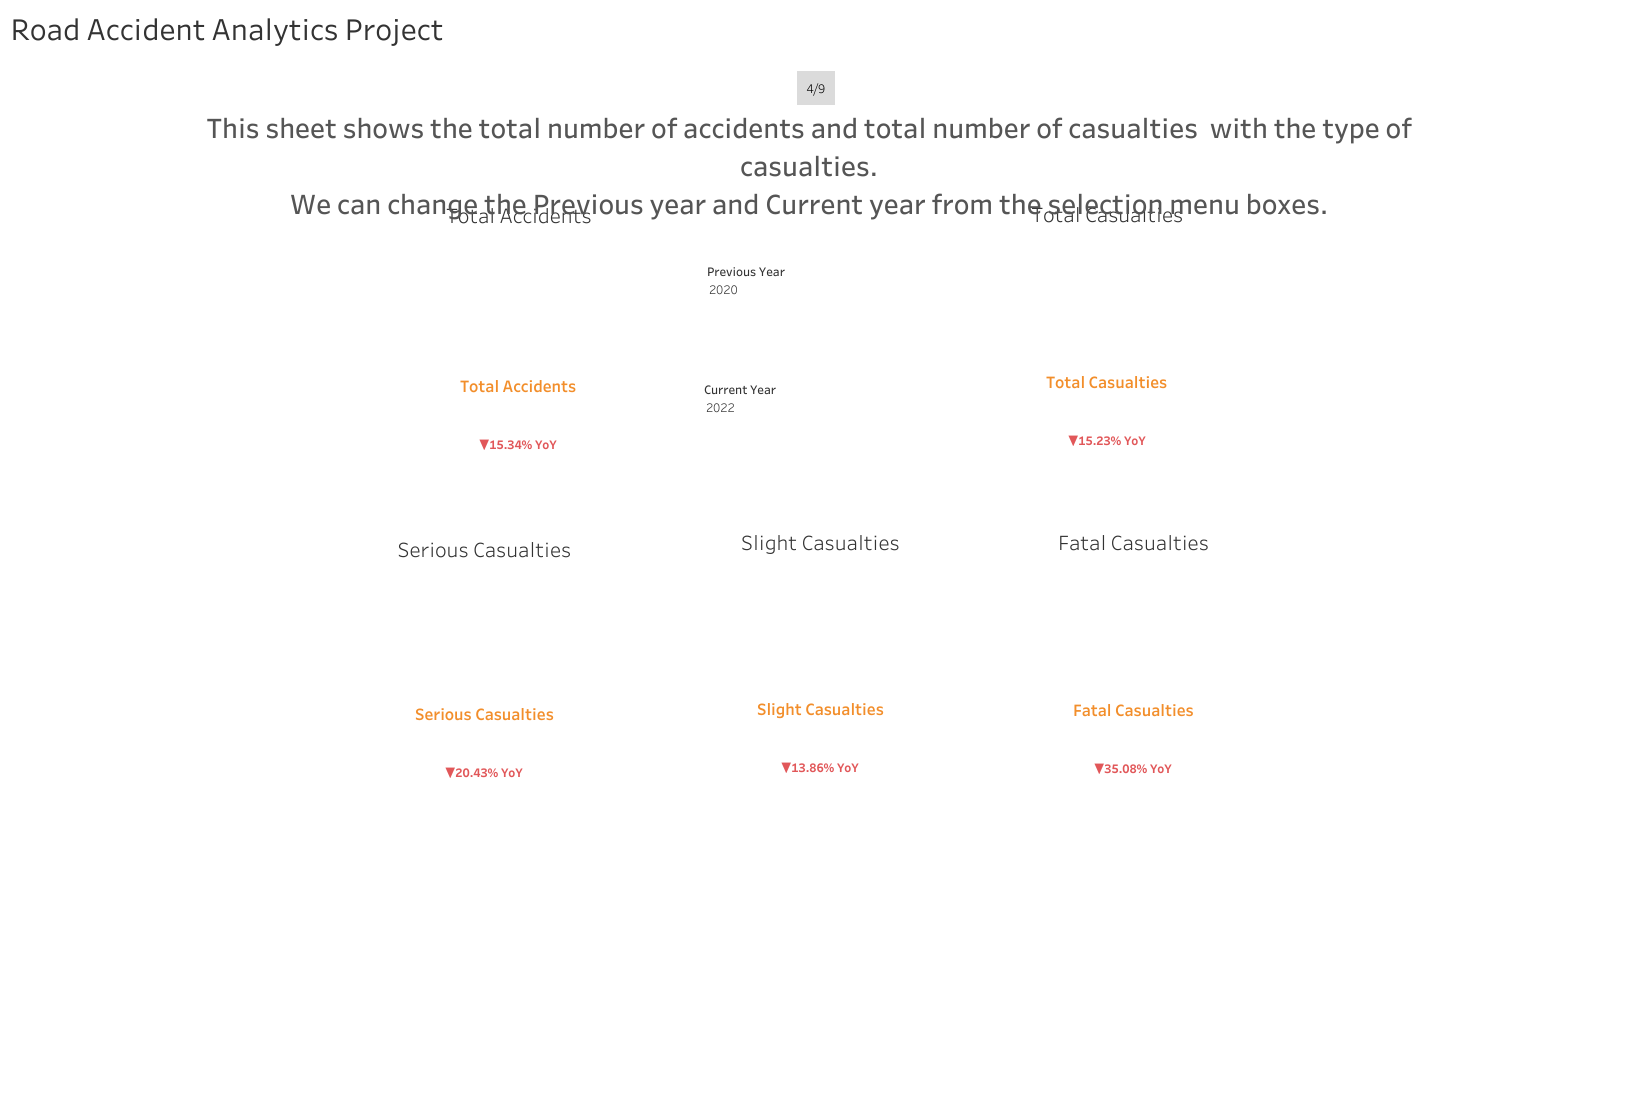 Road Accident Analytics Project
4/9
This sheet shows the total number of accidents and total number of casualties  with the type of
casualties.
We can change the Previous year and Current year from the selection menu boxes.
Total Accidents
Total Casualties
Previous Year
2020
Total Accidents
Current Year
2022
Total Casualties
▼15.34% YoY
▼15.23% YoY
Serious Casualties
Slight Casualties
Fatal Casualties
Serious Casualties
Slight Casualties
Fatal Casualties
▼20.43% YoY
▼13.86% YoY
▼35.08% YoY